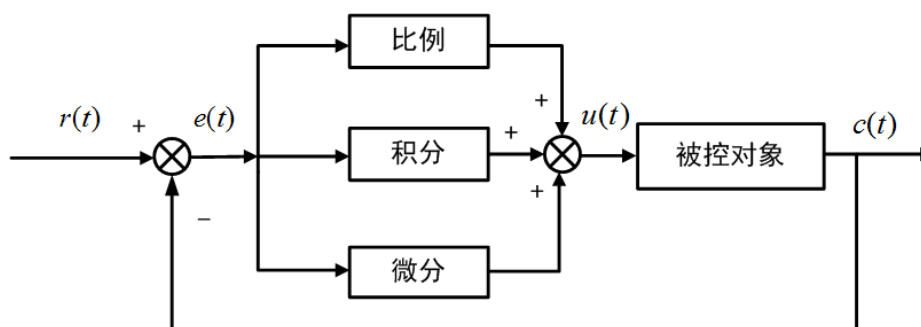 比例
r(t)
+
e(t)
+
u(t)
c(t)
积分
+
被控对象
+
−
微分